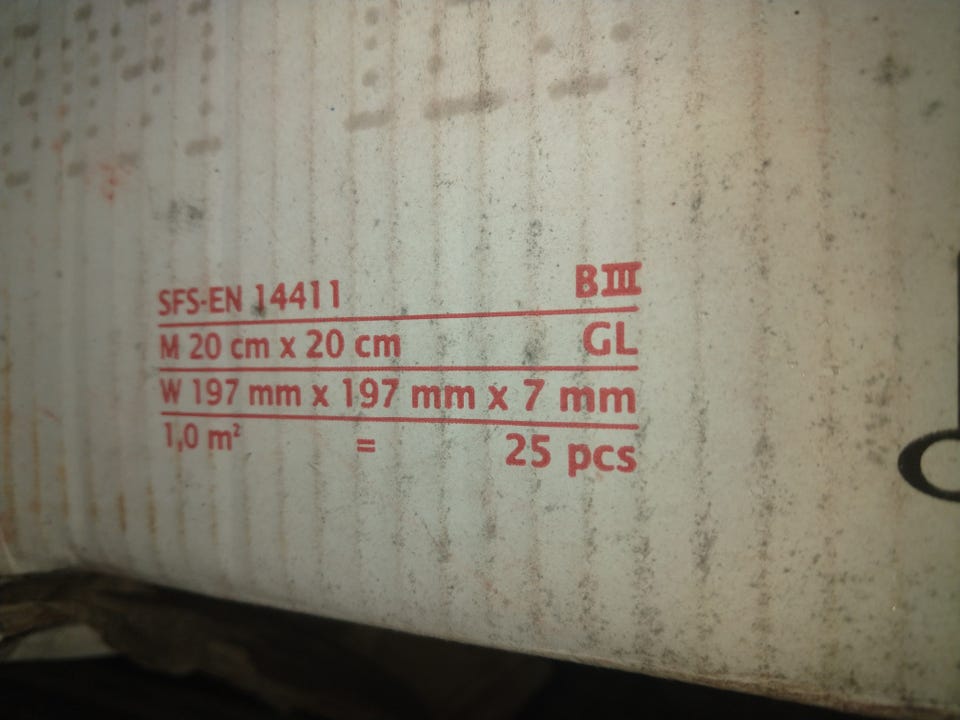 SFS-EN 14411 BIII
M 20 cm x 20 cm GL
W 197 mm x 197 mm x 7 mm
1,0 m² = 25 pcs